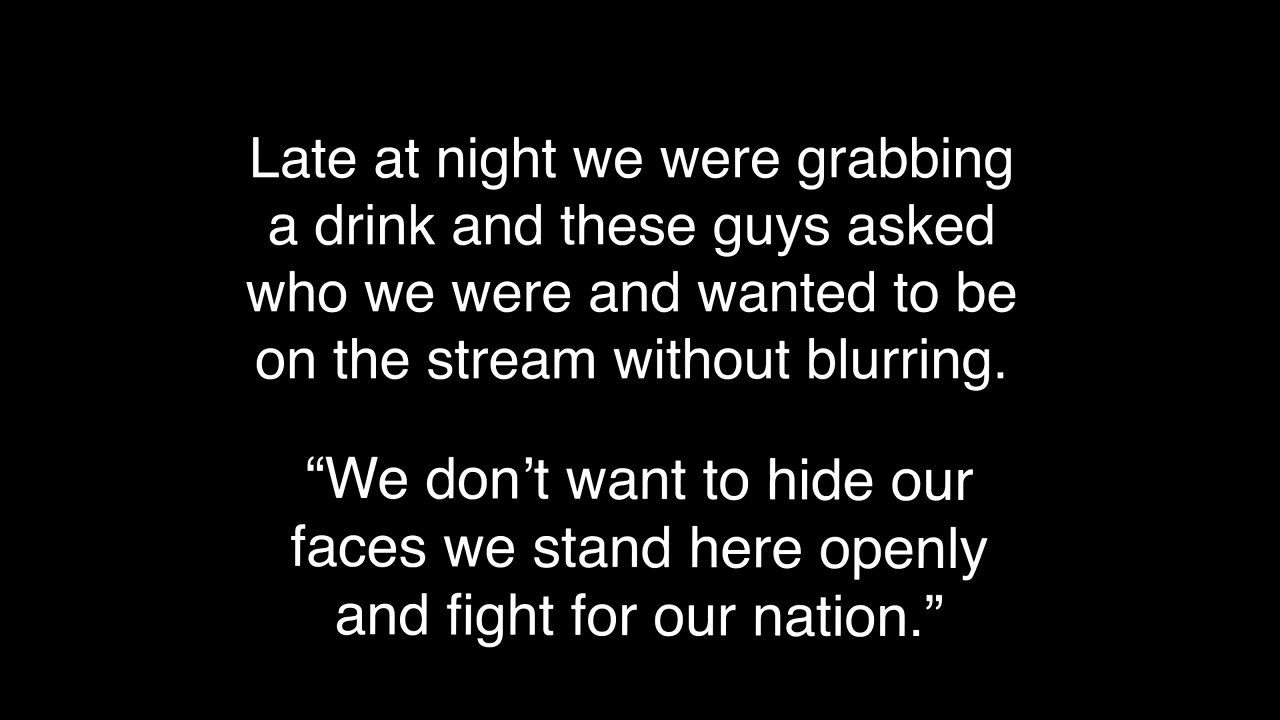 Late at night we were grabbing
a drink and these guys asked
who we were and wanted to be
on the stream without blurring.
“We don’t want to hide our
faces we stand here openly
and fight for our nation.”